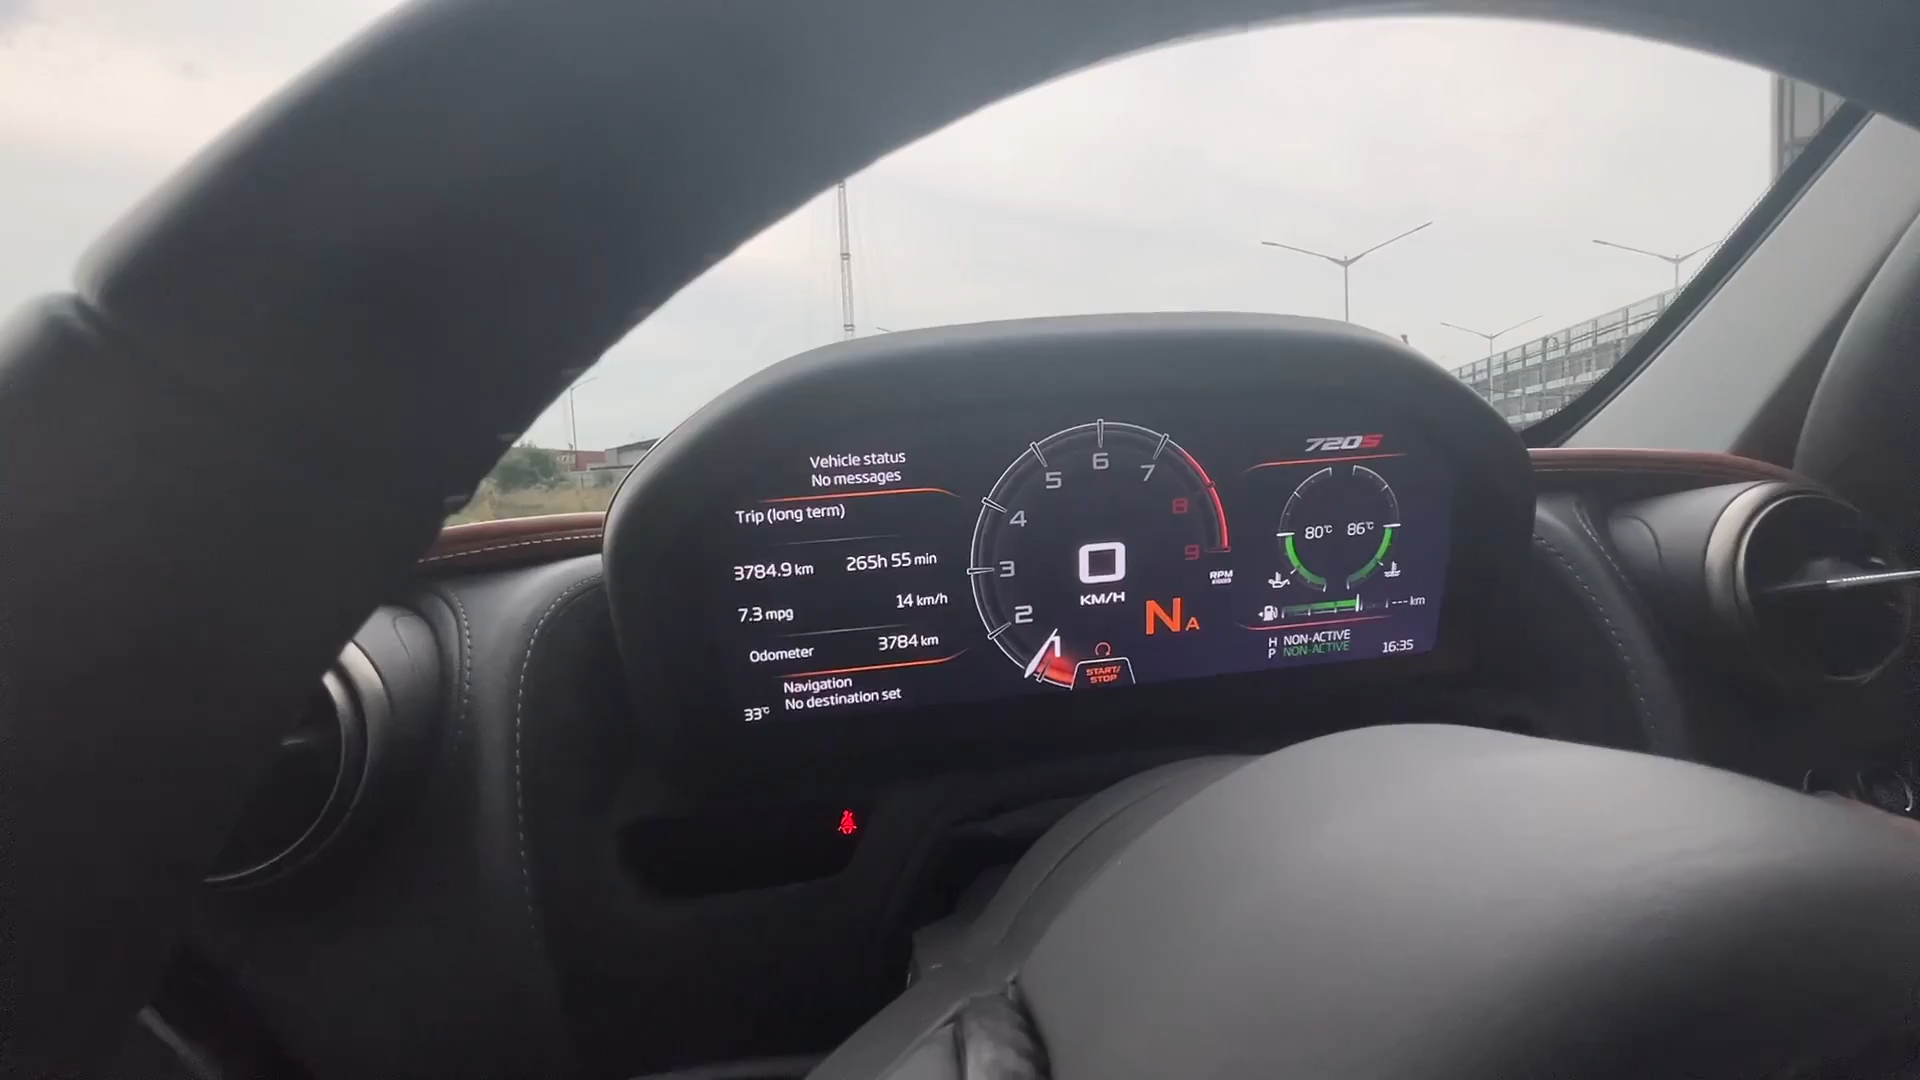 Vehicle status
No messages
Trip (long term)
3784.9 km 265h 55 min
7.3 mpg 14 km/h
Odometer 3784 km
Navigation
No destination set
33°C
1 2 3 4 5 6 7 8 9
0
KM/H
RPM
N A
START/
STOP
720S
80°C 86°C
--- km
H NON-ACTIVE
P NON-ACTIVE
16:35